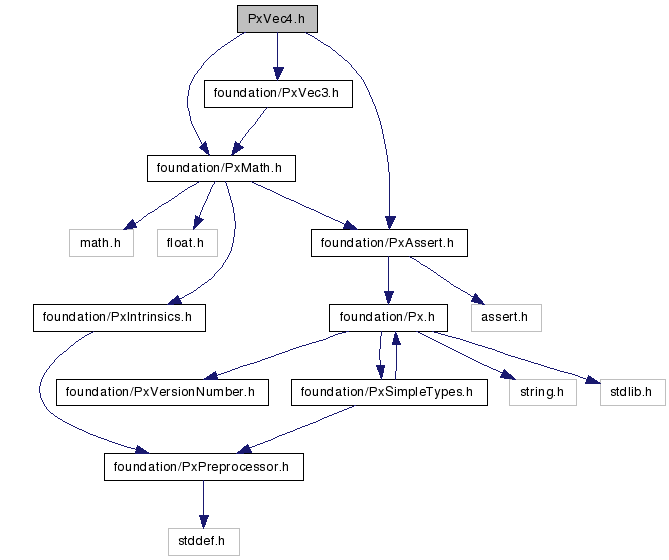 PxVec4.h
foundation/PxVec3.h
foundation/PxMath.h
math.h
float.h
foundation/PxAssert.h
foundation/PxIntrinsics.h
foundation/Px.h
assert.h
foundation/PxVersionNumber.h
foundation/PxSimpleTypes.h
string.h
stdlib.h
foundation/PxPreprocessor.h
stddef.h